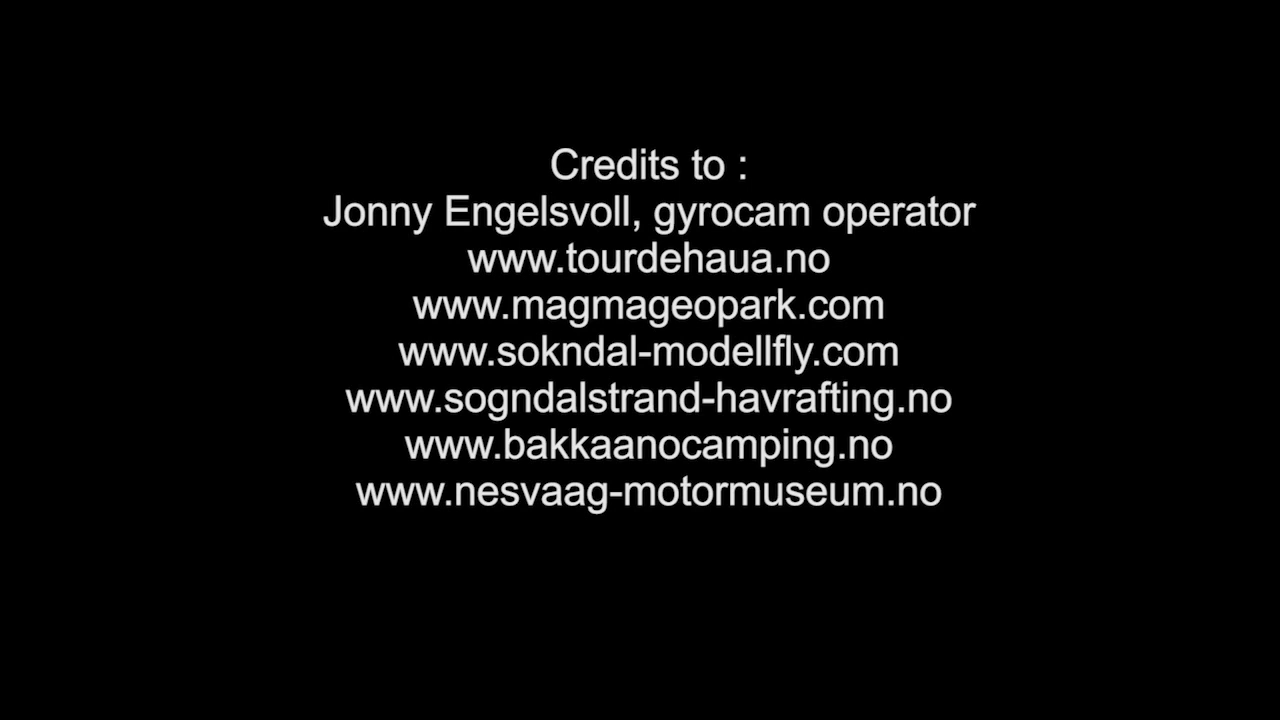 Credits to :
Jonny Engelsvoll, gyrocam operator
www.tourdehaua.no
www.magmageopark.com
www.sokndal-modellfly.com
www.sogndalstrand-havrafting.no
www.bakkaanocamping.no
www.nesvaag-motormuseum.no